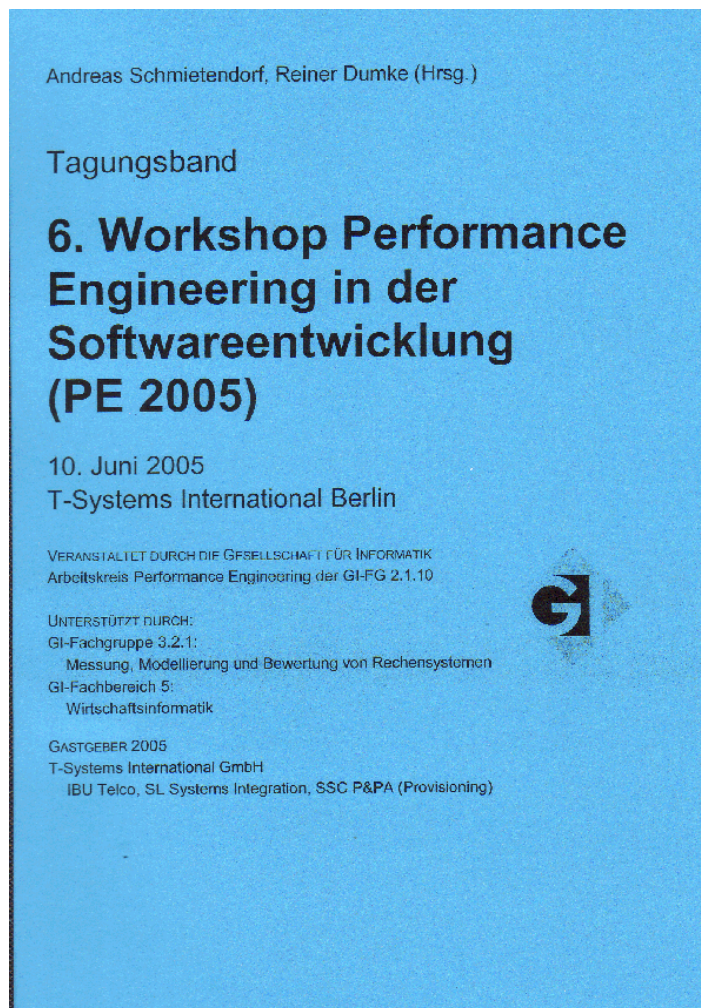 Andreas Schmietendorf, Reiner Dumke (Hrsg.)
Tagungsband
6. Workshop Performance
Engineering in der
Softwareentwicklung
(PE 2005)
10. Juni 2005
T-Systems International Berlin
VERANSTALTET DURCH DIE GESELLSCHAFT FÜR INFORMATIK
Arbeitskreis Performance Engineering der GI-FG 2.1.10
UNTERSTÜTZT DURCH:
GI-Fachgruppe 3.2.1:
Messung, Modellierung und Bewertung von Rechensystemen
GI-Fachbereich 5:
Wirtschaftsinformatik
GASTGEBER 2005
T-Systems International GmbH
IBU Telco, SL Systems Integration, SSC P&PA (Provisioning)
GI